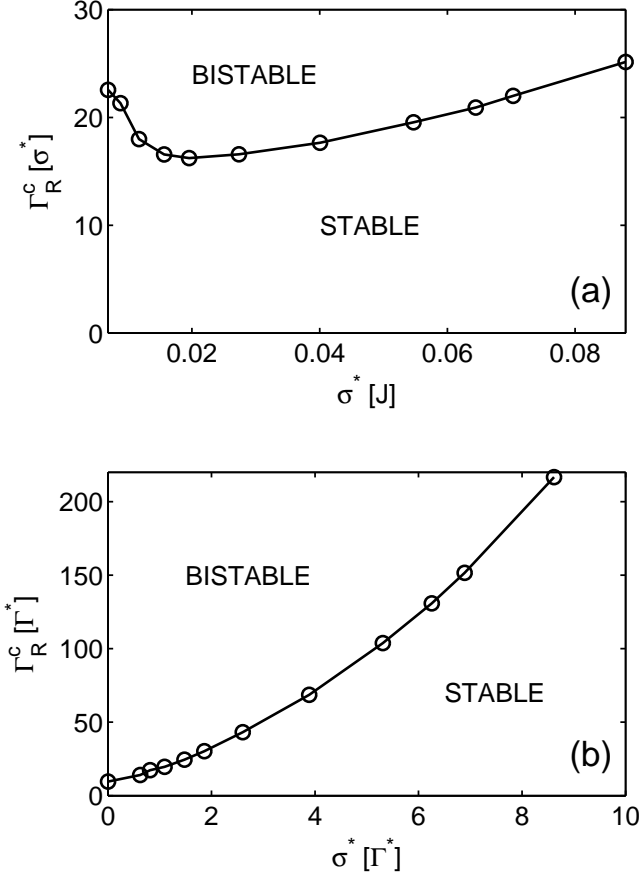 30
20
10
0
Γ_R^c [σ*]
BISTABLE
STABLE
(a)
0.02 0.04 0.06 0.08
σ* [J]
200
150
100
50
0
Γ_R^c [Γ*]
BISTABLE
STABLE
(b)
0 2 4 6 8 10
σ* [Γ*]